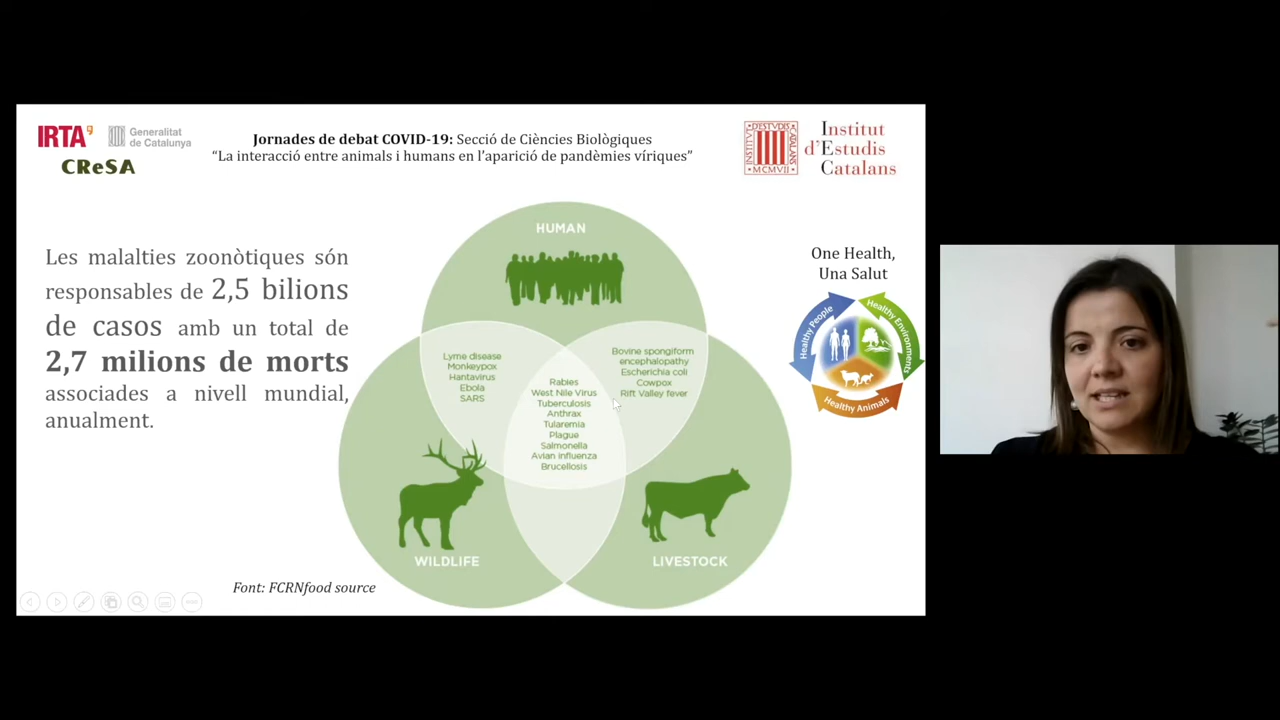 IRTA
Generalitat
de Catalunya
CReSA
Jornades de debat COVID-19: Secció de Ciències Biològiques
“La interacció entre animals i humans en l’aparició de pandèmies víriques”
INSTITVT
D'ESTVDIS
CATALANS
MCMVII
Institut
d’Estudis
Catalans
Les malalties zoonòtiques són
responsables de 2,5 bilions
de casos amb un total de
2,7 milions de morts
associades a nivell mundial,
anualment.
HUMAN
Lyme disease
Monkeypox
Hantavirus
Ebola
SARS
Rabies
West Nile Virus
Tuberculosis
Anthrax
Tularemia
Plague
Salmonella
Avian influenza
Brucellosis
Bovine spongiform
encephalopathy
Escherichia coli
Cowpox
Rift Valley fever
WILDLIFE
LIVESTOCK
One Health,
Una Salut
Healthy People
Healthy Environments
Healthy Animals
Font: FCRNfood source